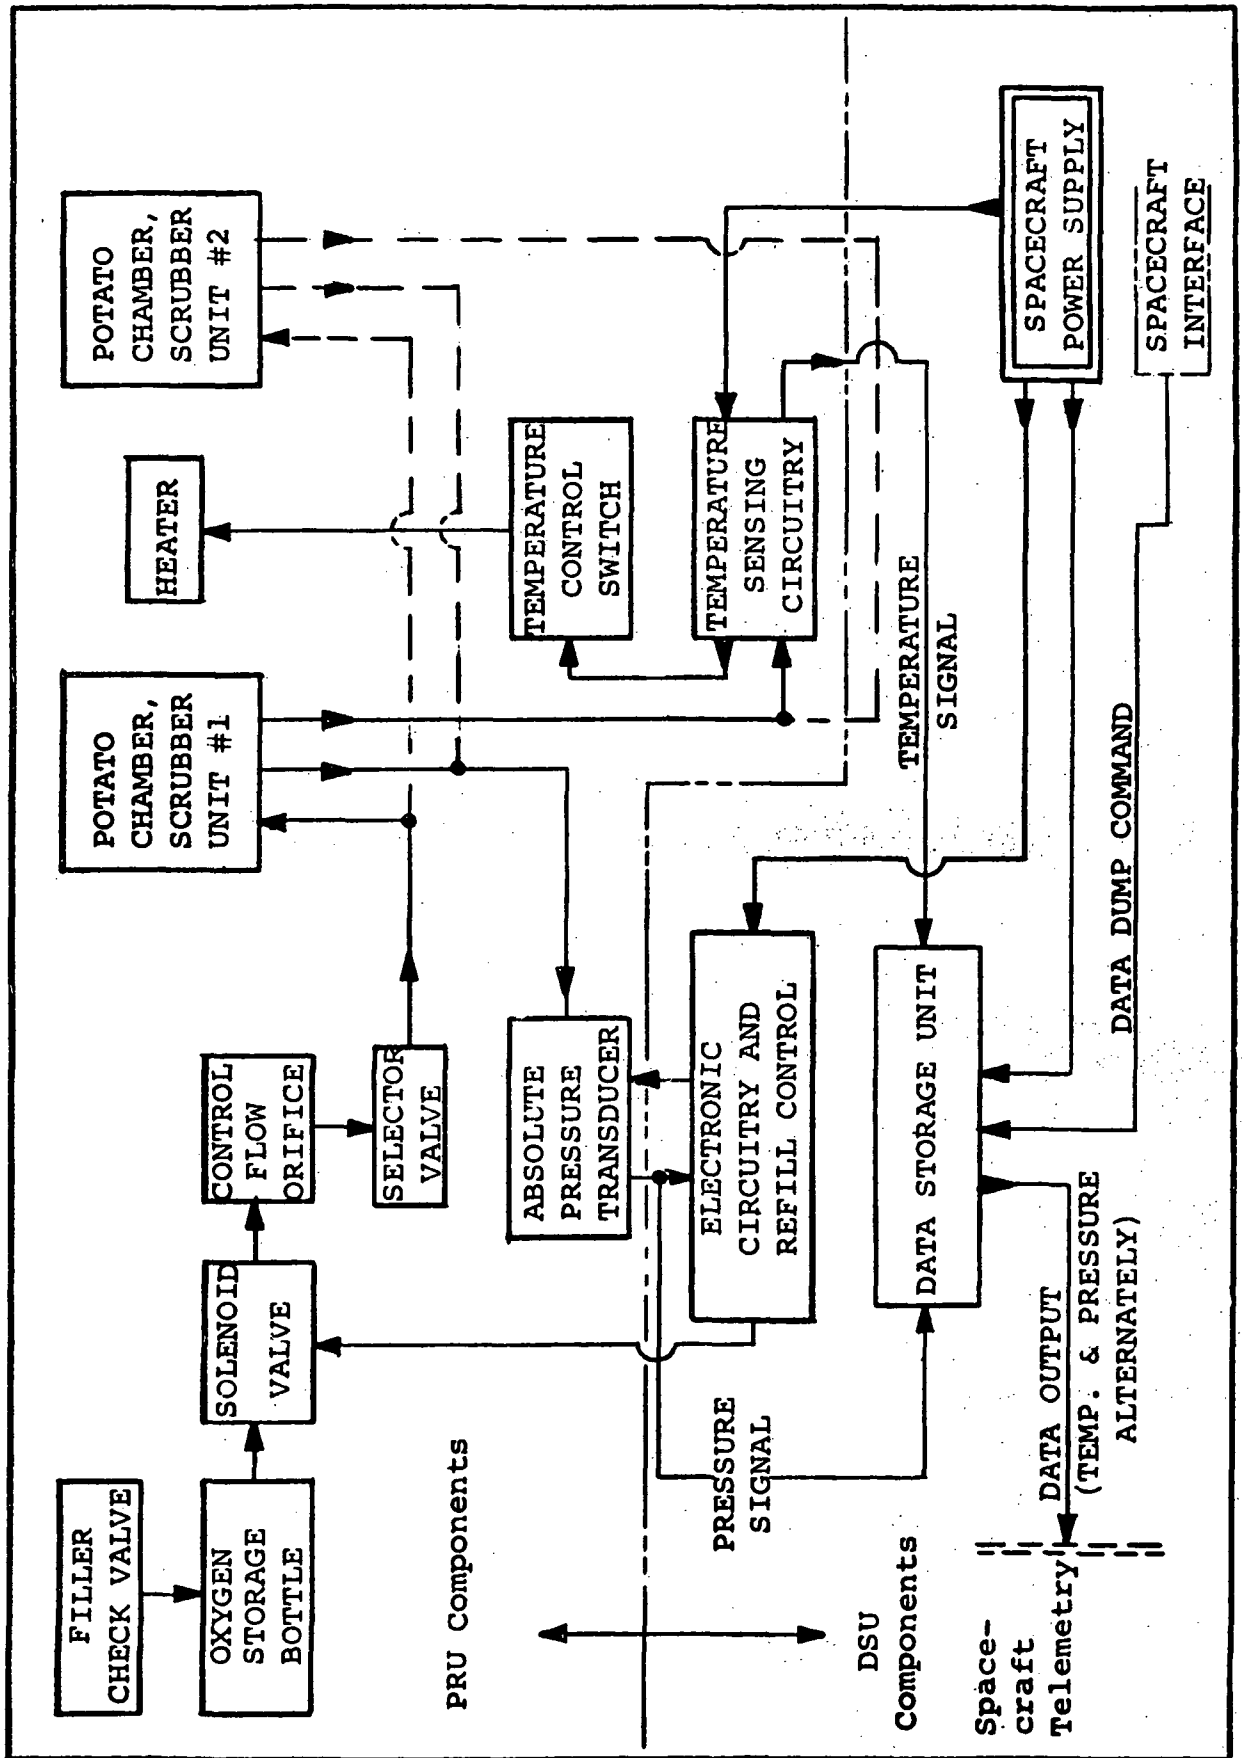 FILLER
CHECK VALVE
OXYGEN
STORAGE
BOTTLE
SOLENOID
VALVE
CONTROL
FLOW
ORIFICE
SELECTOR
VALVE
POTATO
CHAMBER,
SCRUBBER
UNIT #1
HEATER
POTATO
CHAMBER,
SCRUBBER
UNIT #2
PRU Components
ABSOLUTE
PRESSURE
TRANSDUCER
TEMPERATURE
CONTROL
SWITCH
TEMPERATURE
SENSING
CIRCUITRY
PRESSURE
SIGNAL
ELECTRONIC
CIRCUITRY AND
REFILL CONTROL
TEMPERATURE
SIGNAL
DSU
Components
DATA STORAGE UNIT
SPACECRAFT
POWER SUPPLY
Space-
craft
Telemetry
DATA OUTPUT
(TEMP. & PRESSURE
ALTERNATELY)
DATA DUMP COMMAND
SPACECRAFT
INTERFACE